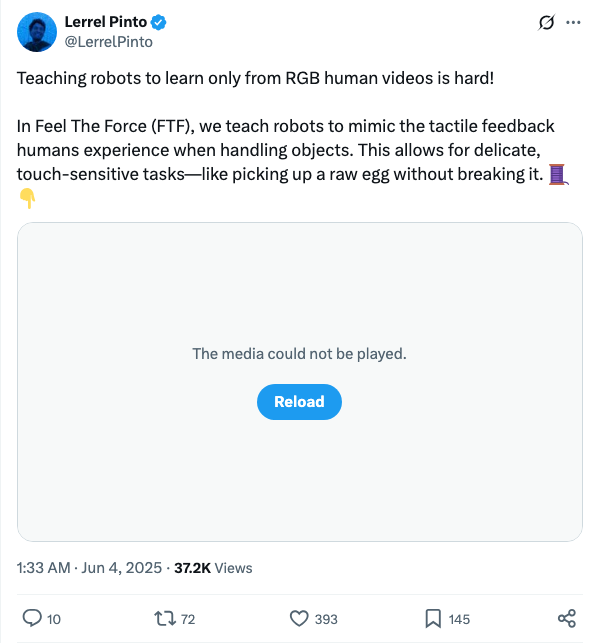 Lerrel Pinto
@LerrelPinto
Teaching robots to learn only from RGB human videos is hard!
In Feel The Force (FTF), we teach robots to mimic the tactile feedback
humans experience when handling objects. This allows for delicate,
touch-sensitive tasks—like picking up a raw egg without breaking it. 🧵
👇
The media could not be played.
Reload
1:33 AM · Jun 4, 2025 · 37.2K Views
10 72 393 145